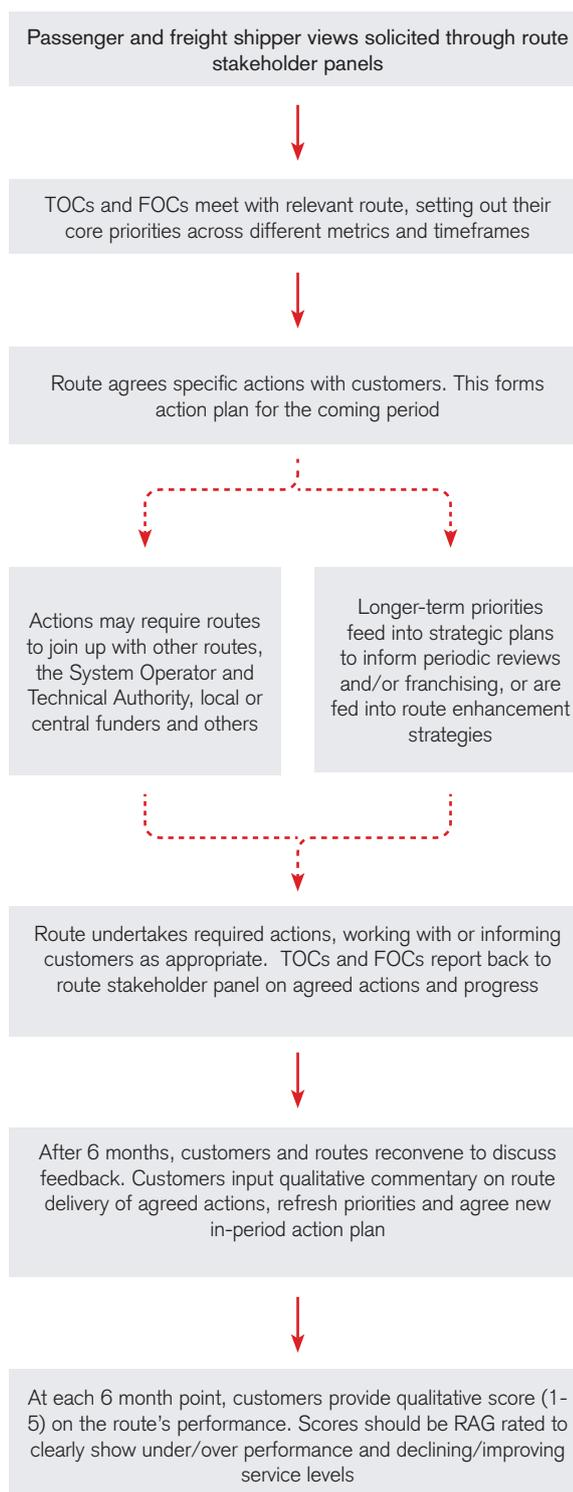 Passenger and freight shipper views solicited through route
stakeholder panels
TOCs and FOCs meet with relevant route, setting out their
core priorities across different metrics and timeframes
Route agrees specific actions with customers. This forms
action plan for the coming period
Actions may require routes
to join up with other routes,
the System Operator and
Technical Authority, local or
central funders and others
Longer-term priorities
feed into strategic plans
to inform periodic reviews
and/or franchising, or are
fed into route enhancement
strategies
Route undertakes required actions, working with or informing
customers as appropriate.  TOCs and FOCs report back to
route stakeholder panel on agreed actions and progress
After 6 months, customers and routes reconvene to discuss
feedback. Customers input qualitative commentary on route
delivery of agreed actions, refresh priorities and agree new
in-period action plan
At each 6 month point, customers provide qualitative score (1-
5) on the route's performance. Scores should be RAG rated to
clearly show under/over performance and declining/improving
service levels